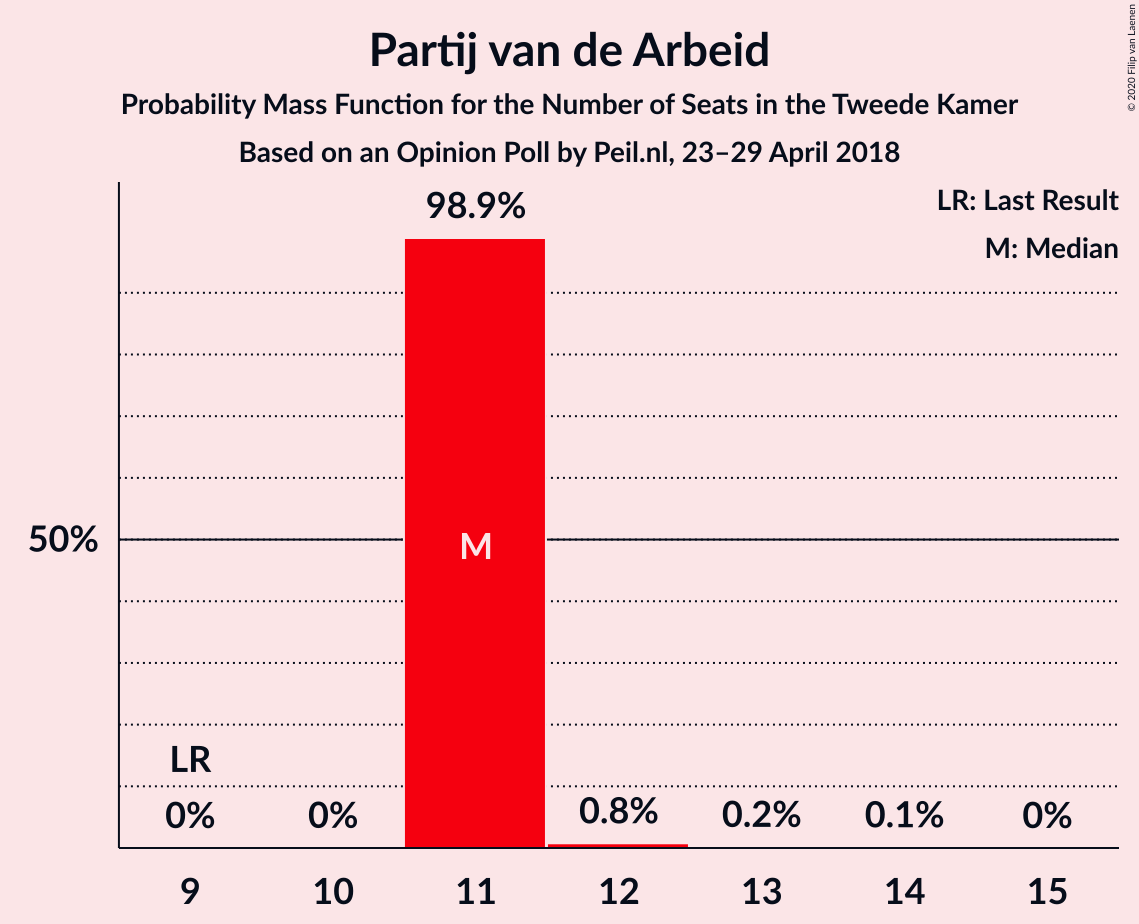 Partij van de Arbeid
Probability Mass Function for the Number of Seats in the Tweede Kamer
Based on an Opinion Poll by Peil.nl, 23–29 April 2018
© 2020 Filip van Laenen
LR: Last Result
M: Median
98.9%
50%
M
LR
0%
0%
0.8%
0.2%
0.1%
0%
9
10
11
12
13
14
15